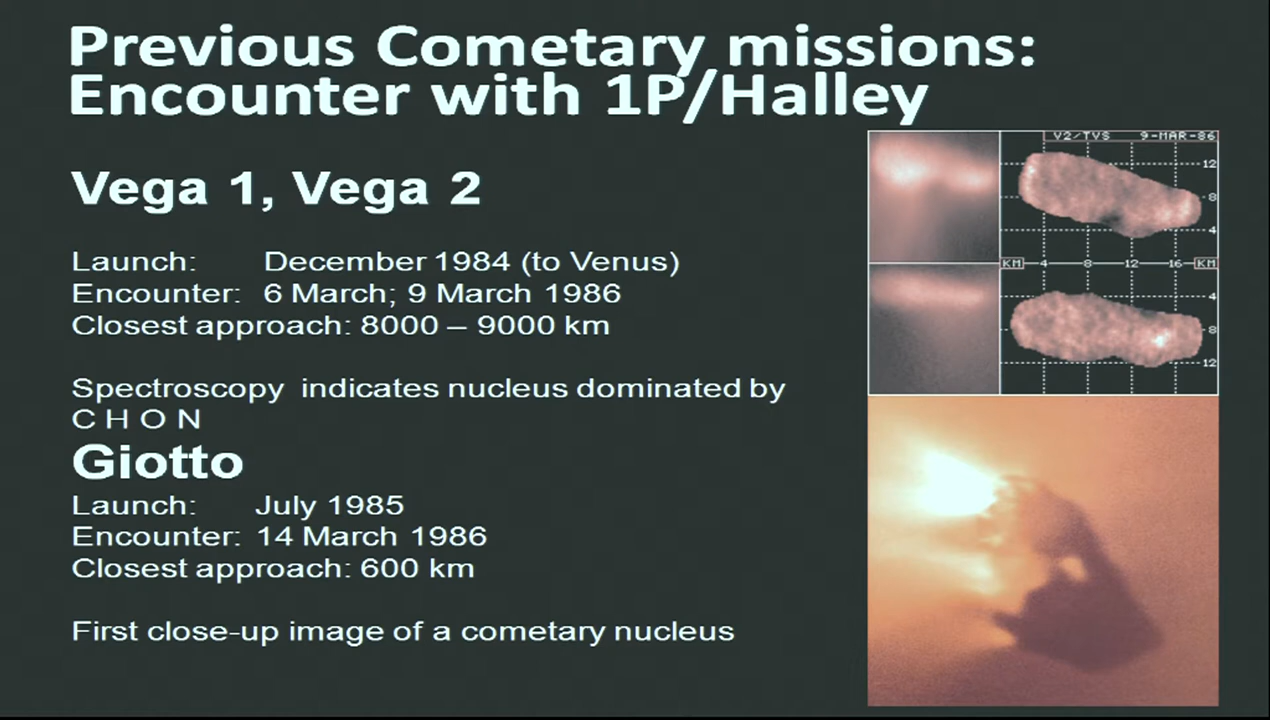 Previous Cometary missions:
Encounter with 1P/Halley
Vega 1, Vega 2
Launch: December 1984 (to Venus)
Encounter: 6 March; 9 March 1986
Closest approach: 8000 – 9000 km
Spectroscopy indicates nucleus dominated by
C H O N
Giotto
Launch: July 1985
Encounter: 14 March 1986
Closest approach: 600 km
First close-up image of a cometary nucleus
V2/TVS 9-MAR-86
12
8
4
KM 4 8 12 16 KM
4
8
12